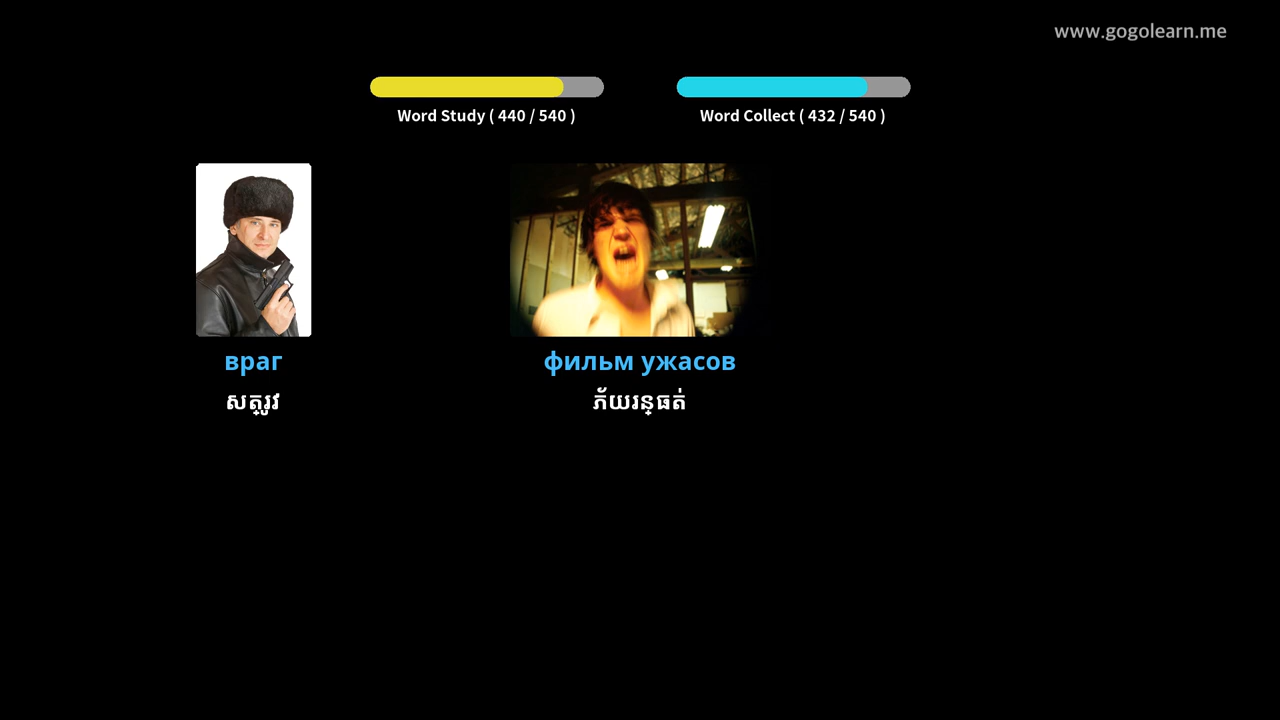 www.gogolearn.me
Word Study ( 440 / 540 )
Word Collect ( 432 / 540 )
враг
фильм ужасов
សត្រូវ
ភ័យរន្ធត់